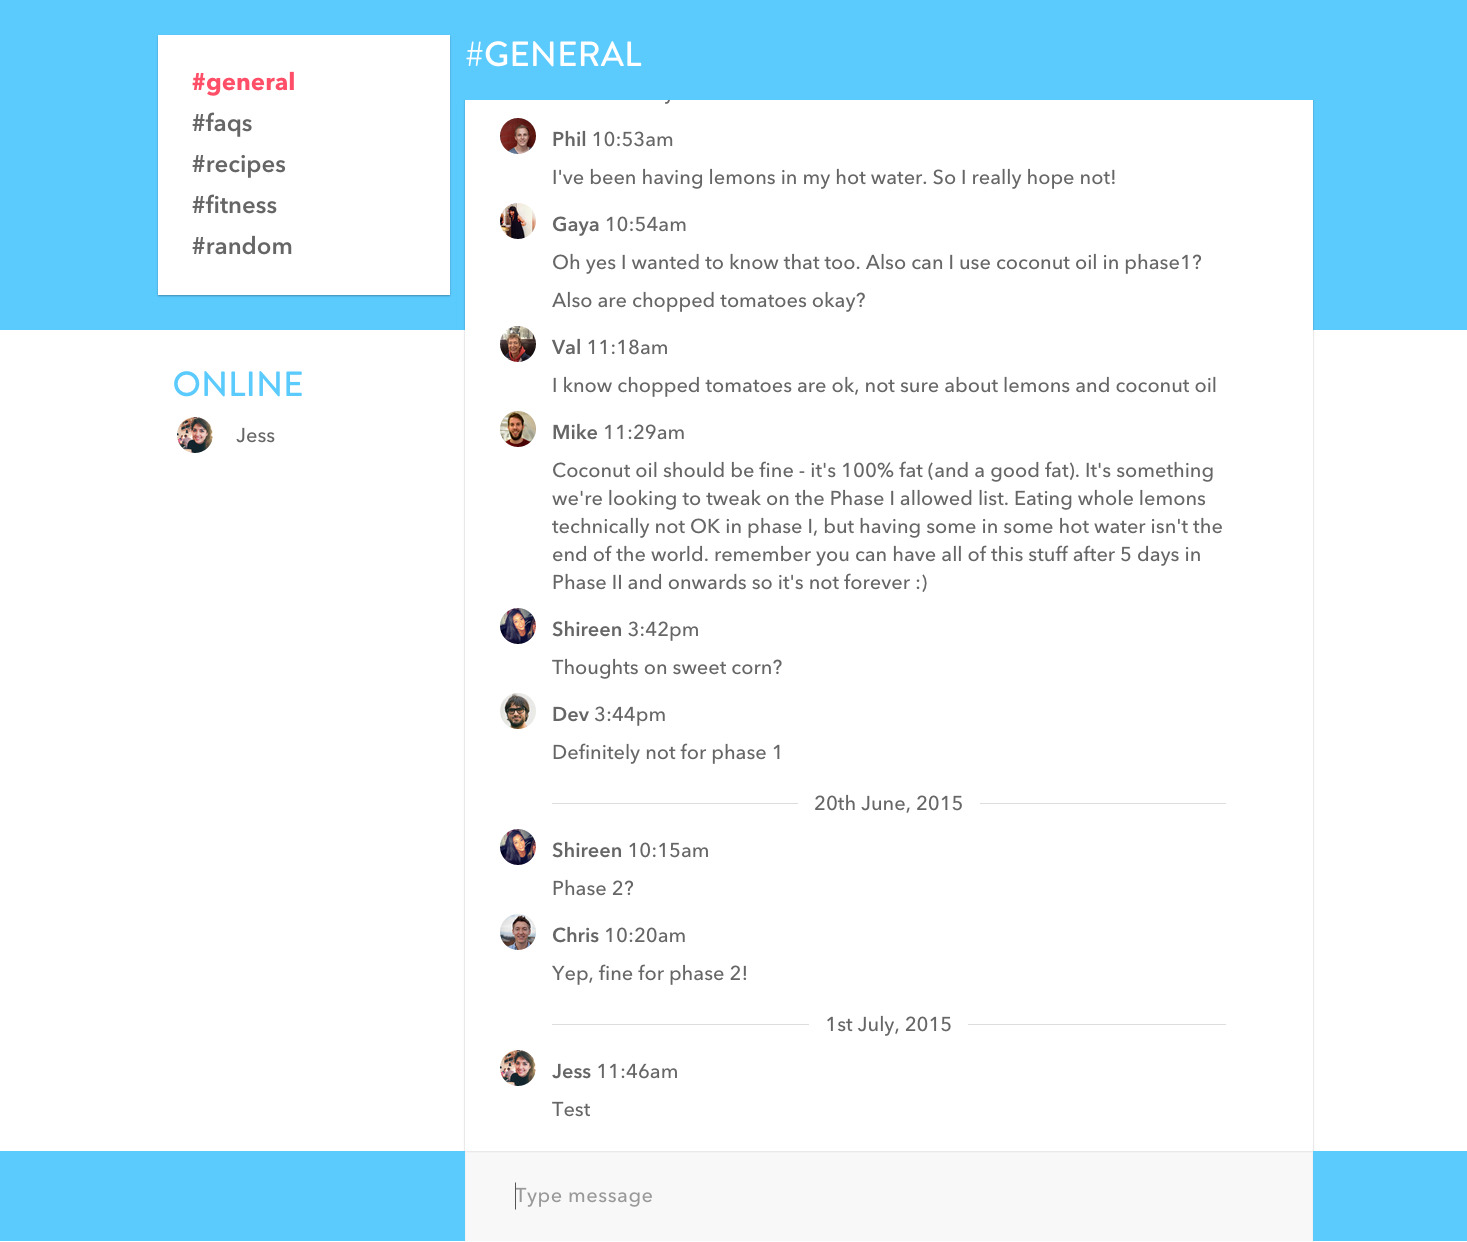 #general
#faqs
#recipes
#fitness
#random
ONLINE
Jess
#GENERAL
Phil 10:53am
I've been having lemons in my hot water. So I really hope not!
Gaya 10:54am
Oh yes I wanted to know that too. Also can I use coconut oil in phase1?
Also are chopped tomatoes okay?
Val 11:18am
I know chopped tomatoes are ok, not sure about lemons and coconut oil
Mike 11:29am
Coconut oil should be fine - it's 100% fat (and a good fat). It's something
we're looking to tweak on the Phase I allowed list. Eating whole lemons
technically not OK in phase I, but having some in some hot water isn't the
end of the world. remember you can have all of this stuff after 5 days in
Phase II and onwards so it's not forever :)
Shireen 3:42pm
Thoughts on sweet corn?
Dev 3:44pm
Definitely not for phase 1
20th June, 2015
Shireen 10:15am
Phase 2?
Chris 10:20am
Yep, fine for phase 2!
1st July, 2015
Jess 11:46am
Test
Type message